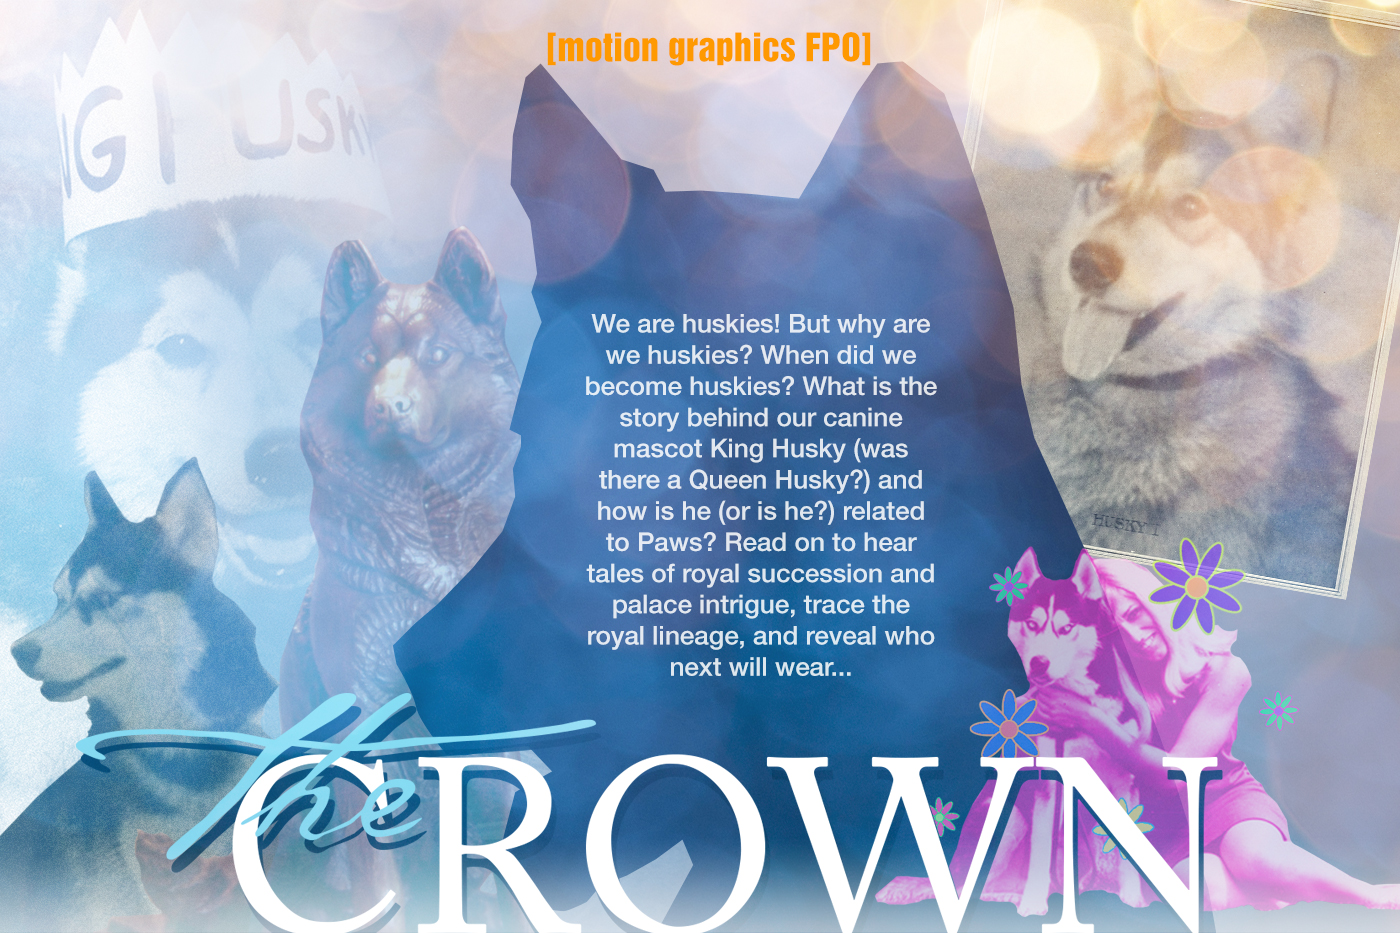 [motion graphics FPO]
NG HUSKY
We are huskies! But why are
we huskies? When did we
become huskies? What is the
story behind our canine
mascot King Husky (was
there a Queen Husky?) and
how is he (or is he?) related
to Paws? Read on to hear
tales of royal succession and
palace intrigue, trace the
royal lineage, and reveal who
next will wear...
HUSKY I
the
CROWN